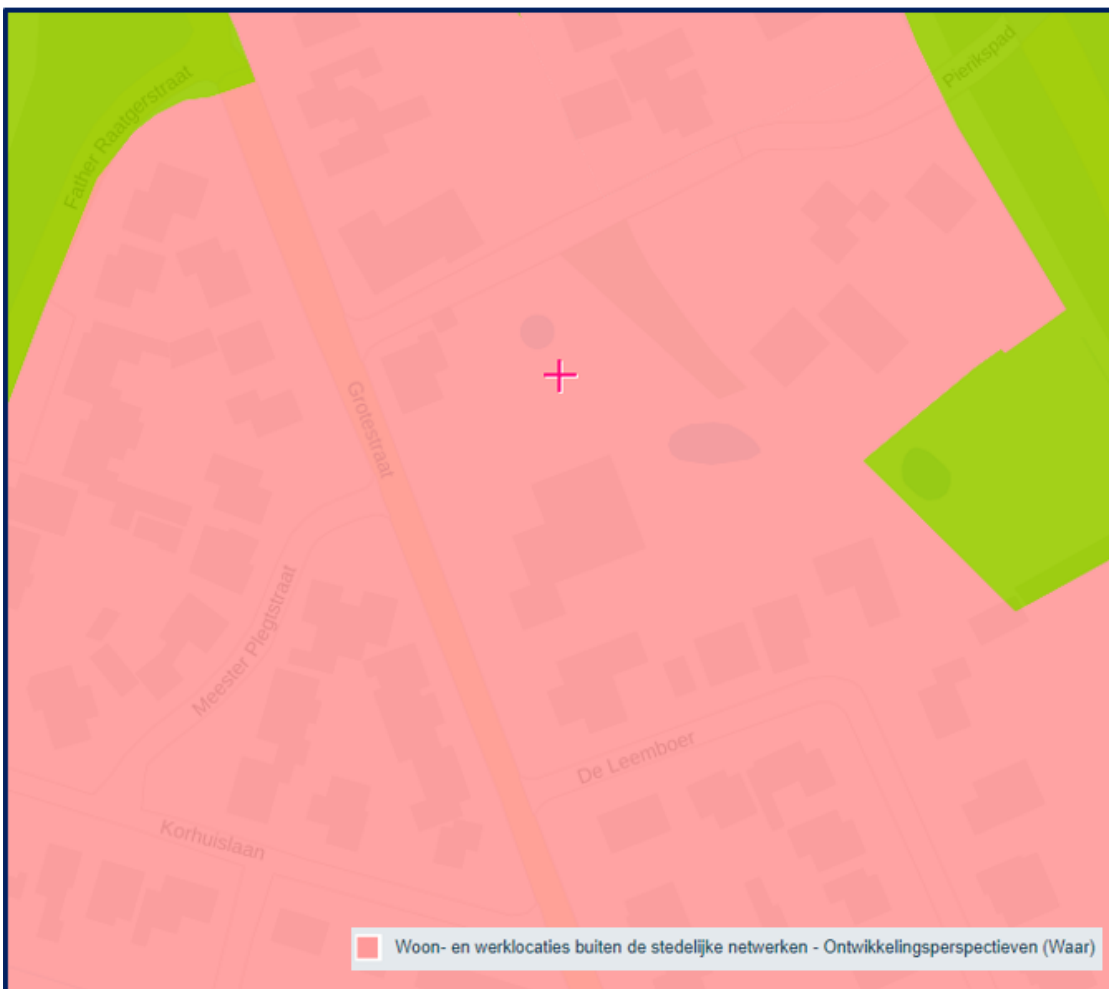 Pierikspad
Father Raatgerstraat
Grotestraat
Meester Plegtstraat
De Leemboer
Korhuislaan
Woon- en werklocaties buiten de stedelijke netwerken - Ontwikkelingsperspectieven (Waar)